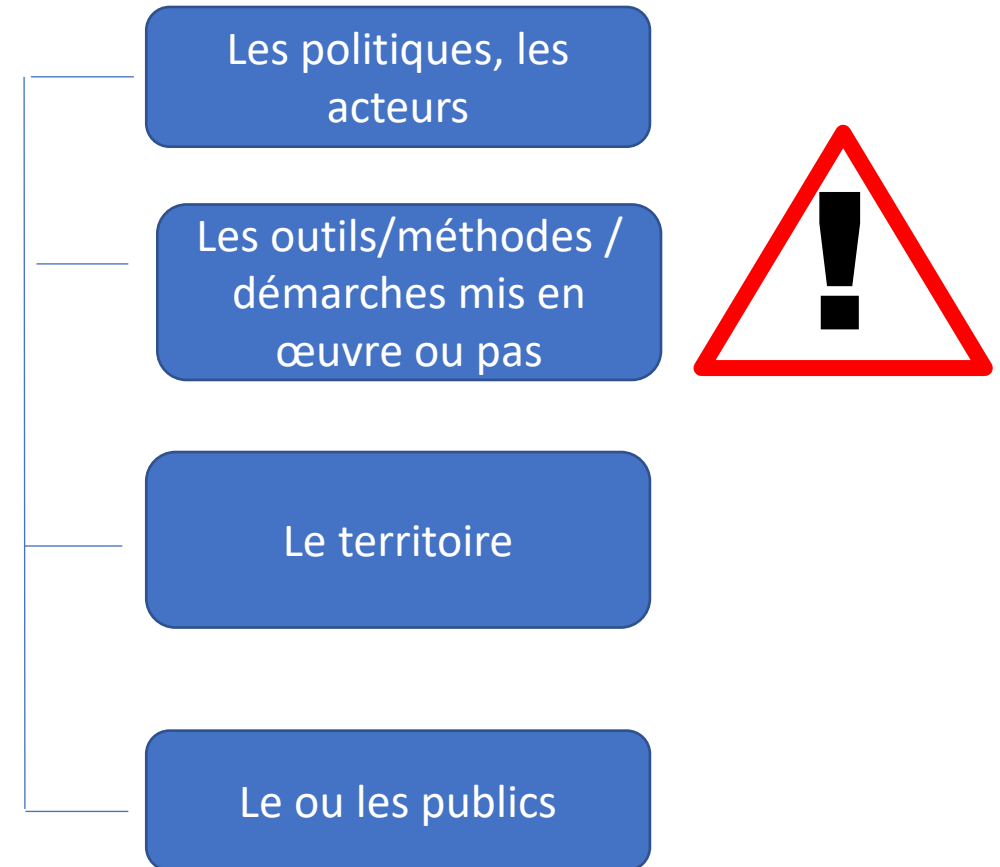 Les politiques, les
acteurs
Les outils/méthodes /
démarches mis en
œuvre ou pas
!
Le territoire
Le ou les publics